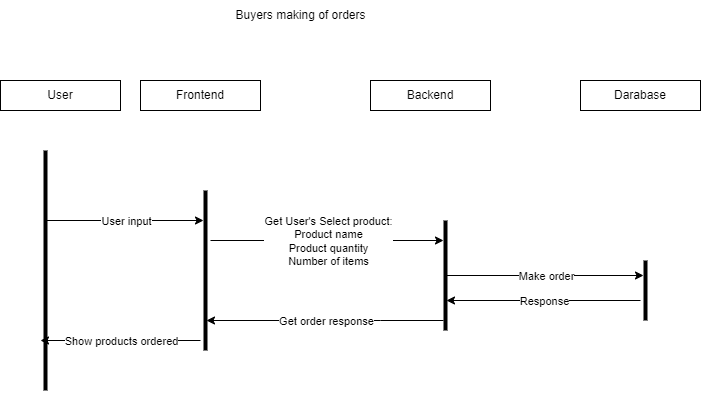 Buyers making of orders
User
Frontend
Backend
Darabase
User input
Get User's Select product:
Product name
Product quantity
Number of items
Make order
Response
Get order response
Show products ordered